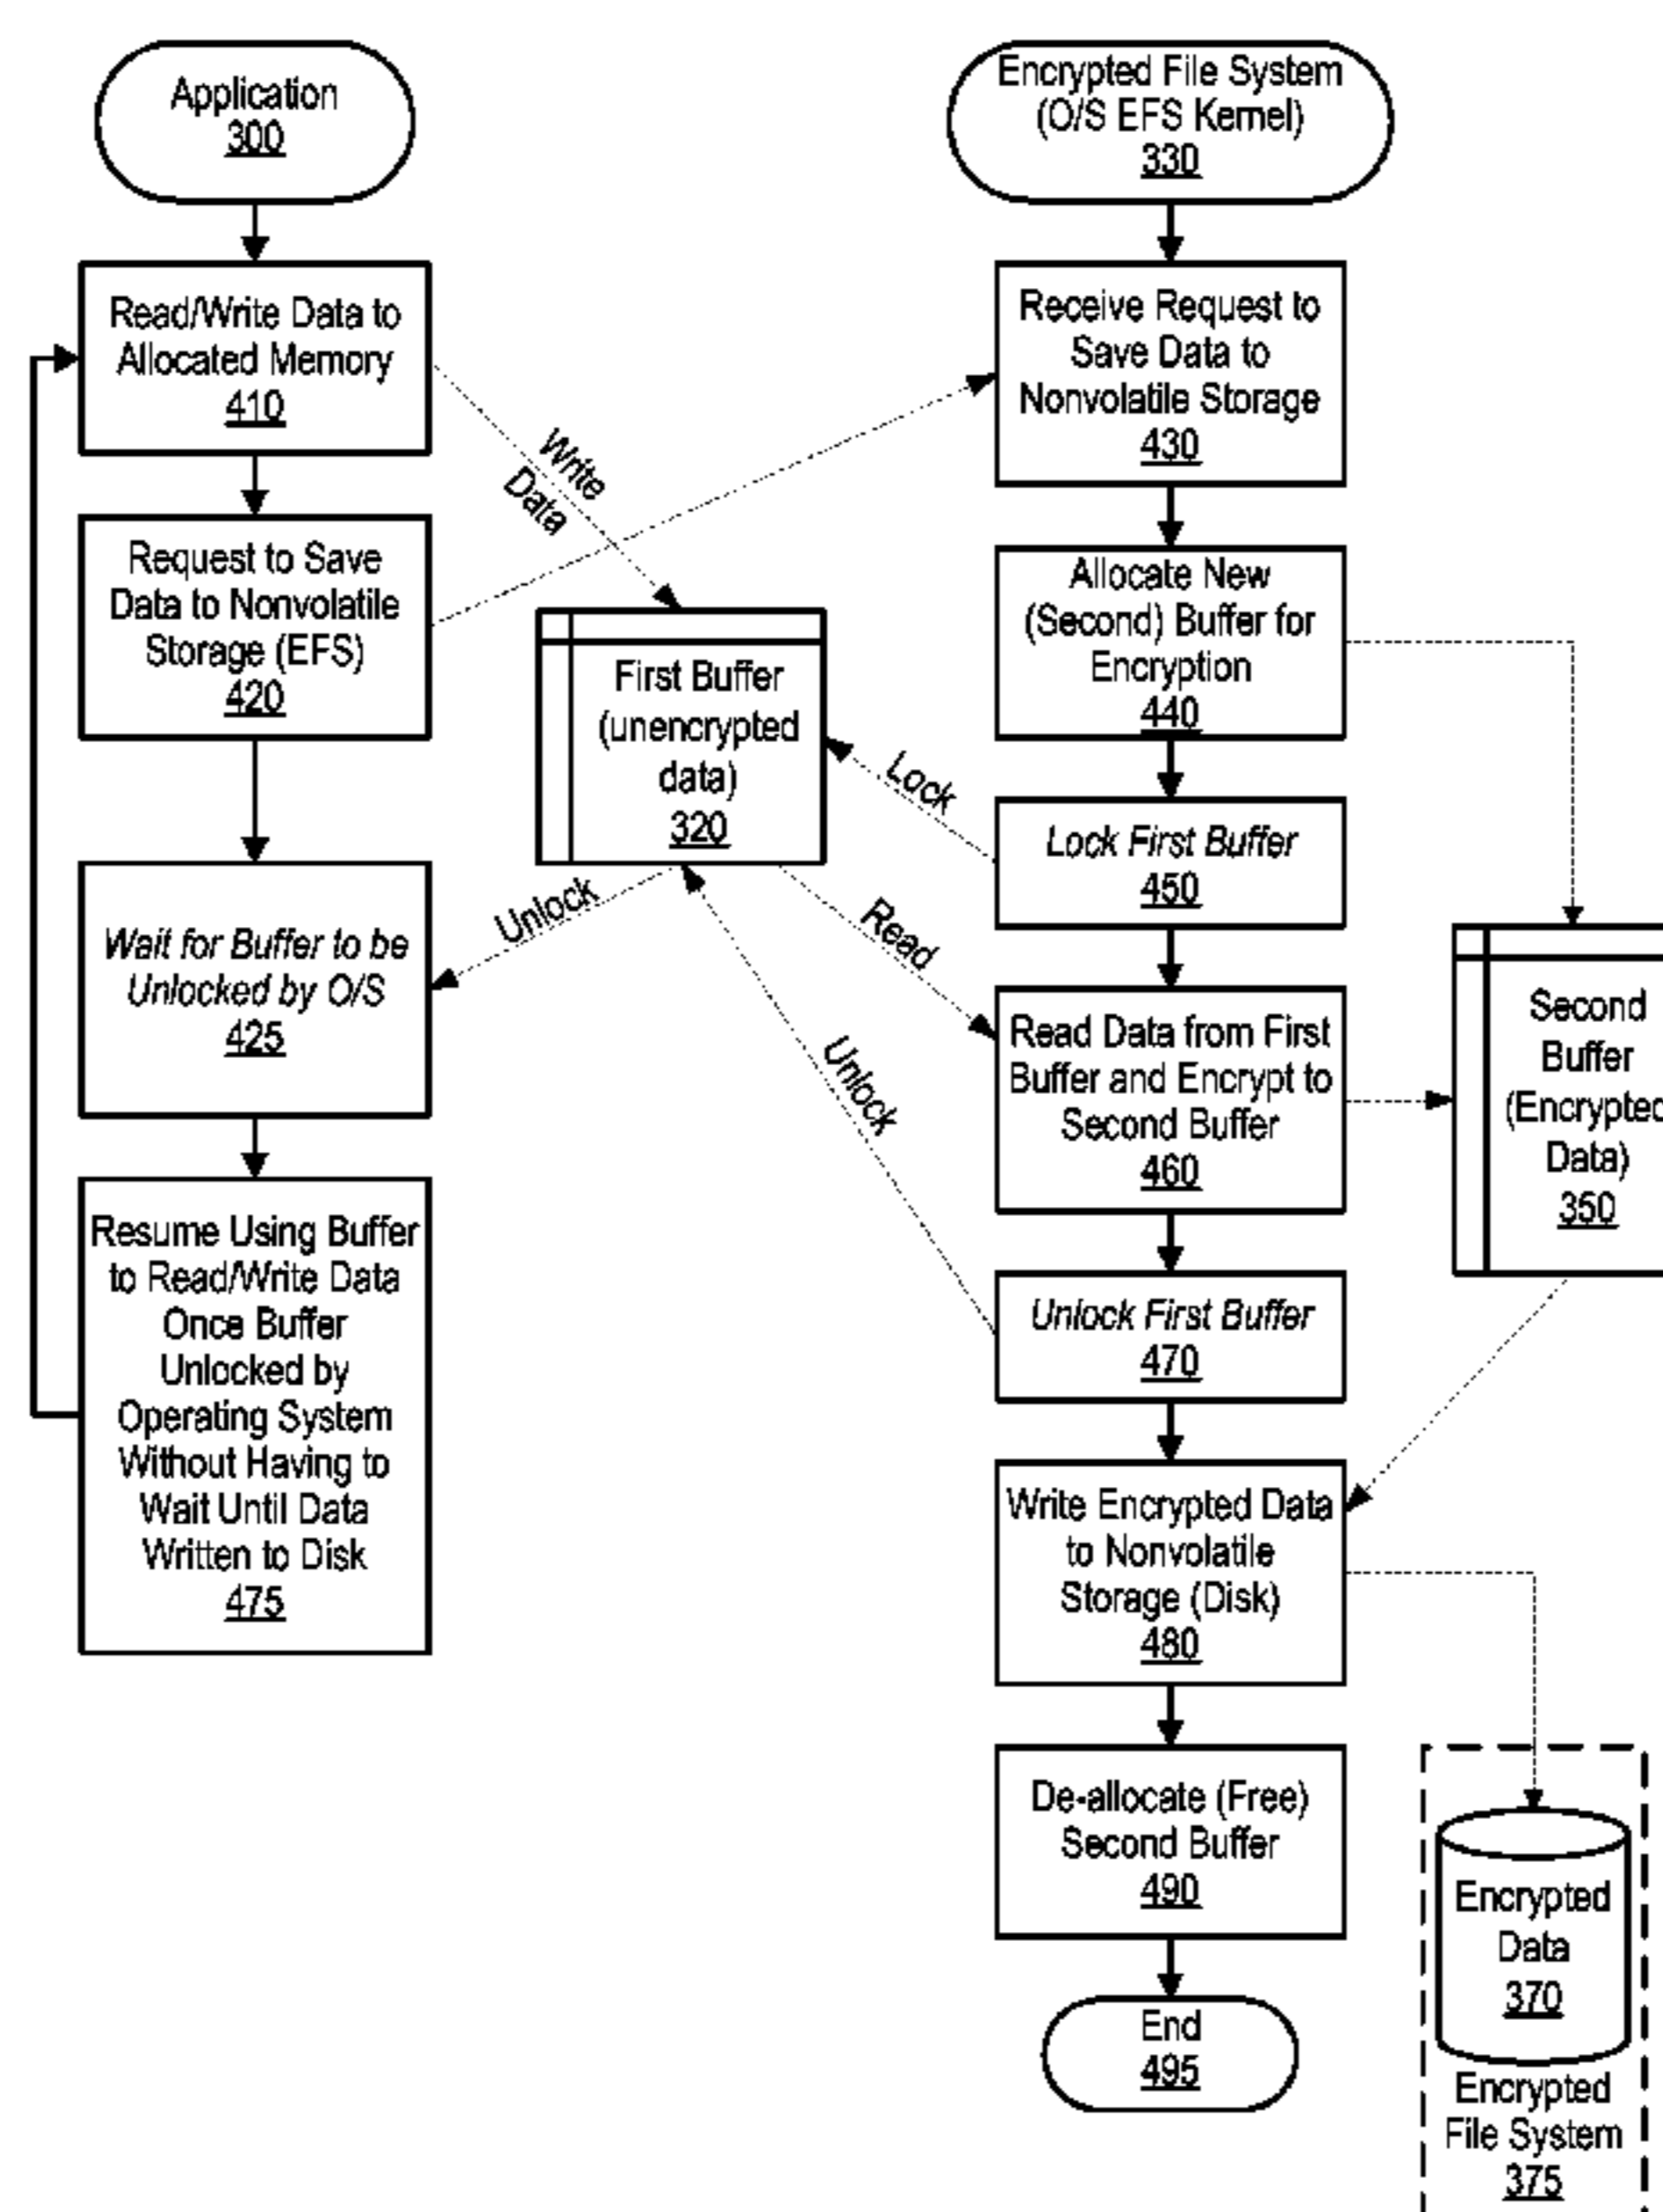 Application
300
Read/Write Data to
Allocated Memory
410
Request to Save
Data to Nonvolatile
Storage (EFS)
420
Wait for Buffer to be
Unlocked by O/S
425
Resume Using Buffer
to Read/Write Data
Once Buffer
Unlocked by
Operating System
Without Having to
Wait Until Data
Written to Disk
475
Write
Data
First Buffer
(unencrypted
data)
320
Lock
Unlock
Read
Unlock
Encrypted File System
(O/S EFS Kernel)
330
Receive Request to
Save Data to
Nonvolatile Storage
430
Allocate New
(Second) Buffer for
Encryption
440
Lock First Buffer
450
Read Data from First
Buffer and Encrypt to
Second Buffer
460
Unlock First Buffer
470
Write Encrypted Data
to Nonvolatile
Storage (Disk)
480
De-allocate (Free)
Second Buffer
490
End
495
Second
Buffer
(Encrypted
Data)
350
Encrypted
Data
370
Encrypted
File System
375